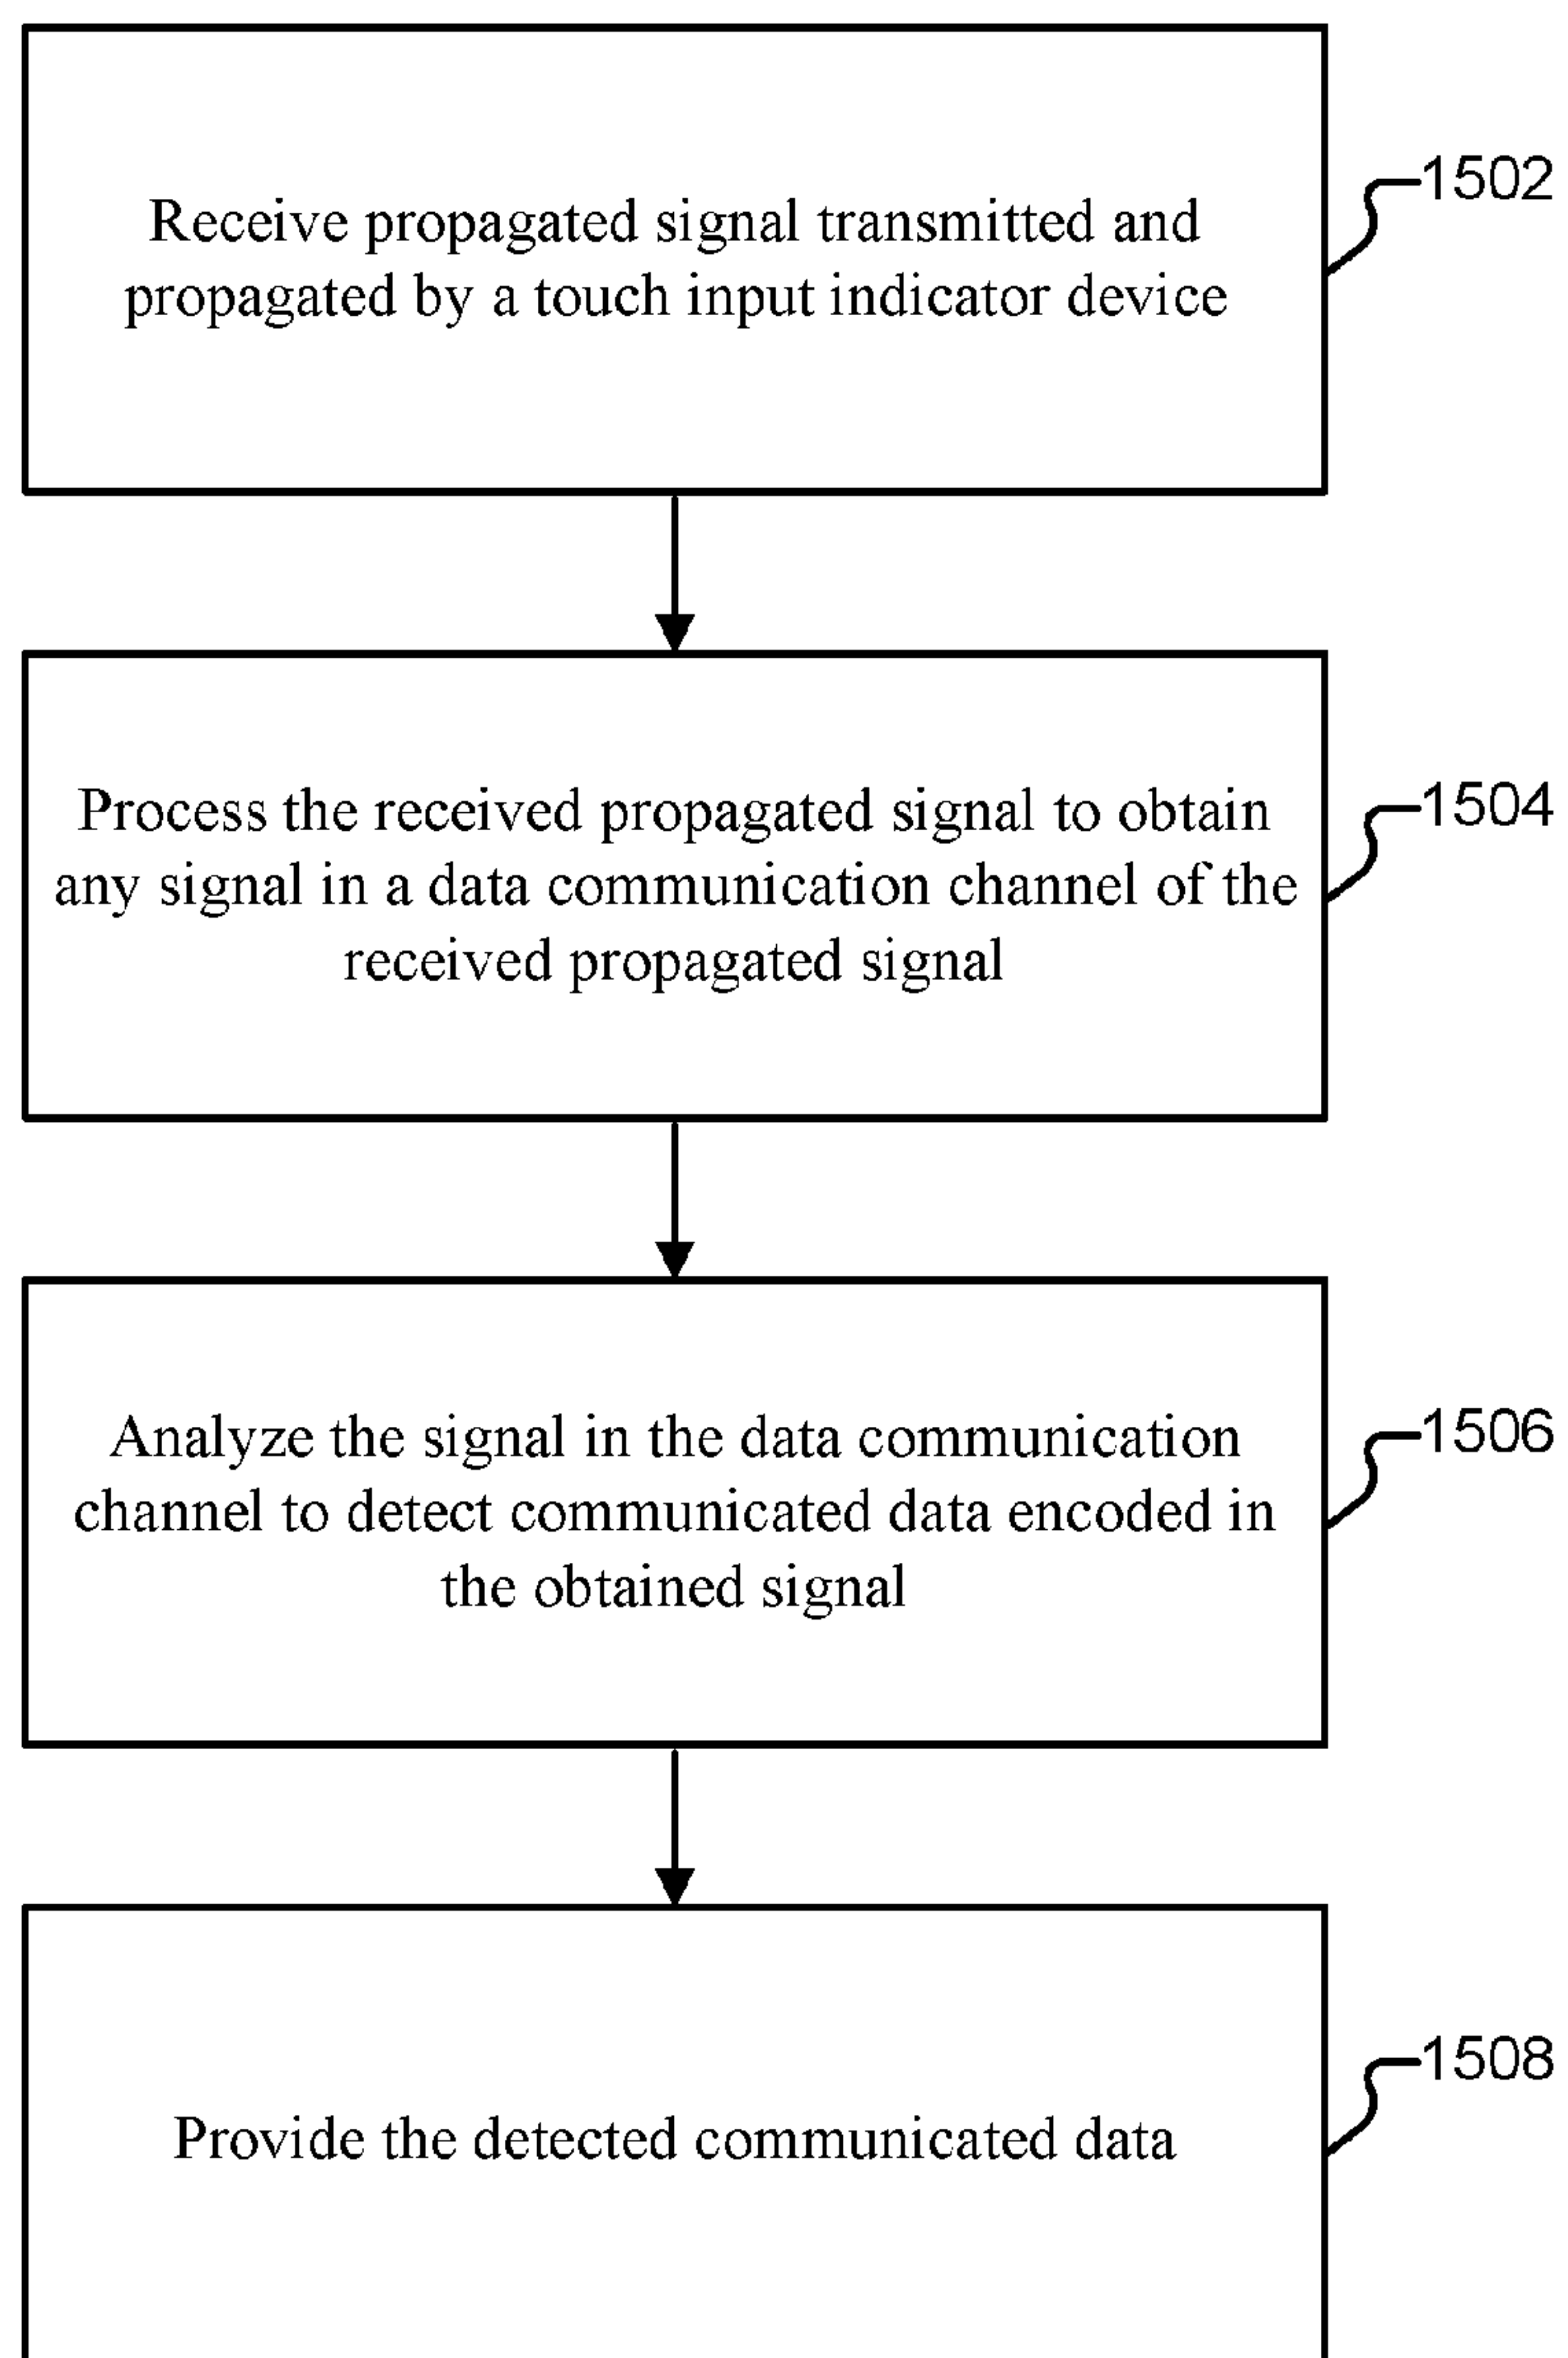 1502
Receive propagated signal transmitted and
propagated by a touch input indicator device
1504
Process the received propagated signal to obtain
any signal in a data communication channel of the
received propagated signal
1506
Analyze the signal in the data communication
channel to detect communicated data encoded in
the obtained signal
1508
Provide the detected communicated data